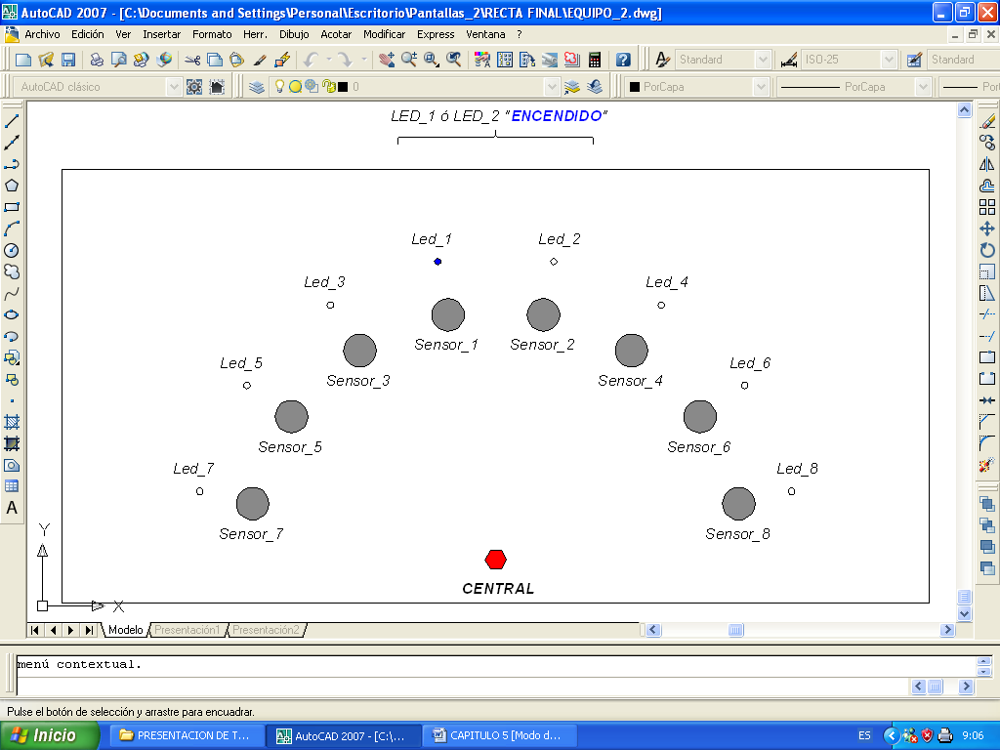 AutoCAD 2007 - [C:\Documents and Settings\Personal\Escritorio\Pantallas_2\RECTA FINAL\EQUIPO_2.dwg]
Archivo Edición Ver Insertar Formato Herr. Dibujo Acotar Modificar Express Ventana ?
Standard ISO-25 Standard
AutoCAD clásico 0 PorCapa PorCapa
LED_1 ó LED_2 "ENCENDIDO"
Led_1 Led_2
Led_3 Led_4
Sensor_1 Sensor_2
Led_5 Led_6
Sensor_3 Sensor_4
Sensor_5 Sensor_6
Led_7 Led_8
Sensor_7 Sensor_8
Y
CENTRAL
X
Modelo Presentación1 Presentación2
menú contextual.
Pulse el botón de selección y arrastre para encuadrar.
Inicio PRESENTACION DE T... AutoCAD 2007 - [C:\... CAPITULO 5 [Modo d... ES 9:06